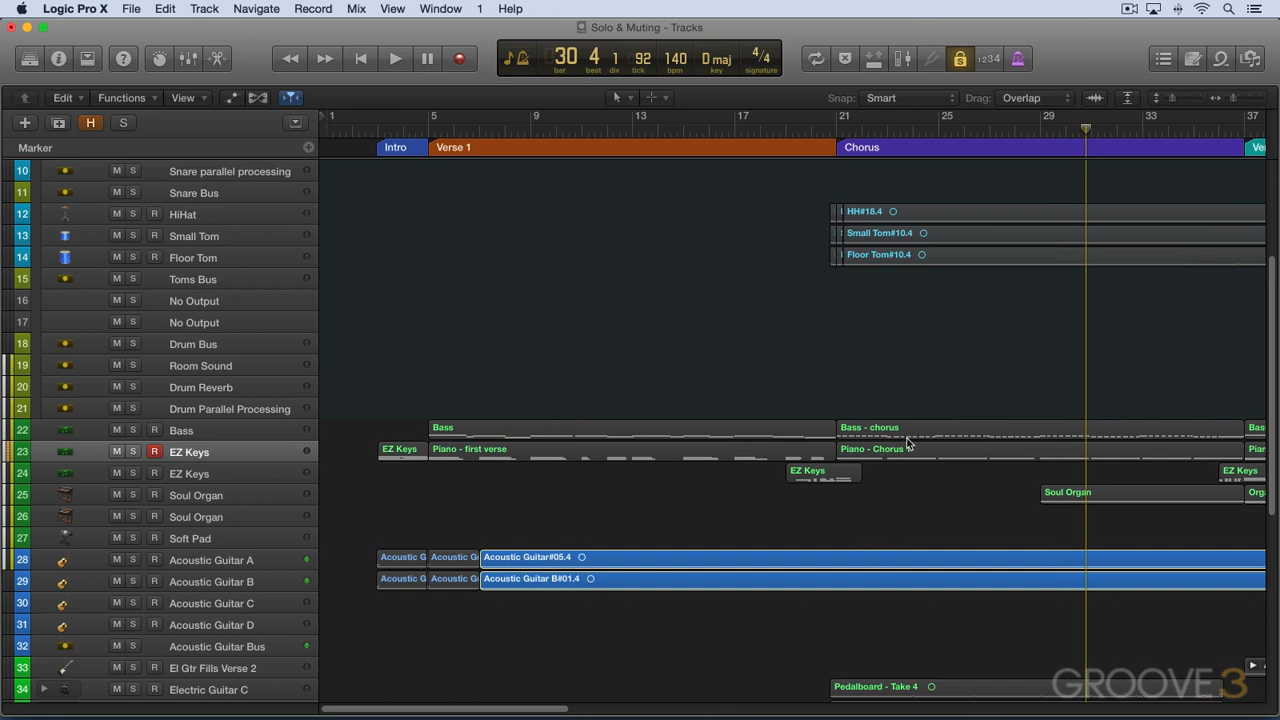 Logic Pro X File Edit Track Navigate Record Mix View Window 1 Help
Solo & Muting - Tracks
30 4 1 92 140 D maj 4/4
bar beat div tick bpm key signature
1234
Edit Functions View Snap: Smart Drag: Overlap
H S 1 5 9 13 17 21 25 29 33 37
Marker Intro Verse 1 Chorus
10 M S Snare parallel processing
11 M S Snare Bus
12 M S R HiHat HH#18.4
13 M S R Small Tom Small Tom#10.4
14 M S R Floor Tom Floor Tom#10.4
15 M S Toms Bus
16 M S No Output
17 M S No Output
18 M S Drum Bus
19 M S Room Sound
20 M S Drum Reverb
21 M S Drum Parallel Processing
22 M S R Bass Bass Bass - chorus Bas
23 M S R EZ Keys EZ Keys Piano - first verse Piano - Chorus Pian
24 M S R EZ Keys EZ Keys EZ Keys
25 M S R Soul Organ Soul Organ Orga
26 M S R Soul Organ
27 M S R Soft Pad
28 M S R Acoustic Guitar A Acoustic G Acoustic G Acoustic Guitar#05.4
29 M S R Acoustic Guitar B Acoustic G Acoustic G Acoustic Guitar B#01.4
30 M S R Acoustic Guitar C
31 M S R Acoustic Guitar D
32 M S Acoustic Guitar Bus
33 M S R El Gtr Fills Verse 2
34 M S R Electric Guitar C Pedalboard - Take 4
GROOVE3